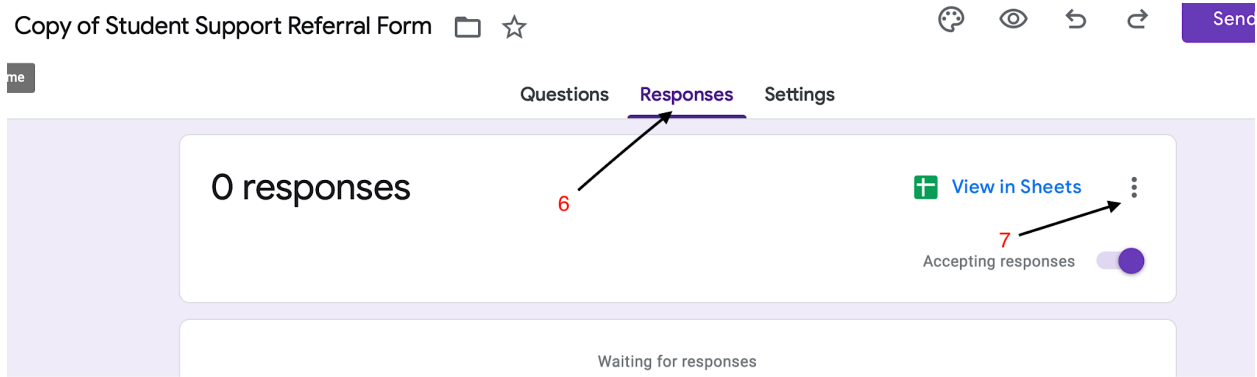 Copy of Student Support Referral Form
Send
me
Questions Responses Settings
0 responses
View in Sheets
6
7
Accepting responses
Waiting for responses